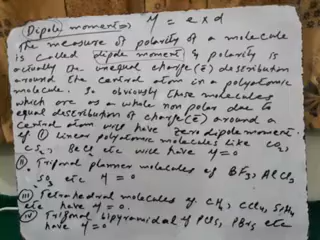 (Dipole moment ⇒ μ = e × d
The measure of polarity of a molecule
is called dipole moment & polarity is
actually the unequal charge (ē) description
around the central atom in a polyatomic
molecule. So obviously those molecules
which are as a whole non polar due to
equal description of charge (ē) around a
central atom will have zero dipole moment.
(I) Linear polyatomic molecules like CO2,
CS2, BeCl2 etc will have μ = 0
(II) Trigonal planner molecules of BF3, AlCl3
SO3 etc μ = 0
(III) Tetrahedral molecules of CH4, CCl4, SiH4
etc have μ = 0.
(IV) Trigonal bipyramidal of PCl5, PBr5 etc
have μ = 0.